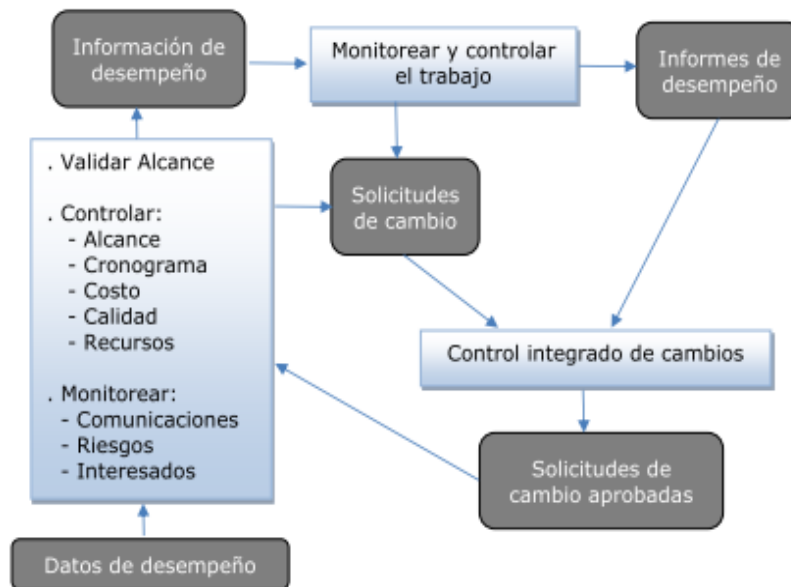 Información de
desempeño
Monitorear y controlar
el trabajo
Informes de
desempeño
. Validar Alcance
. Controlar:
- Alcance
- Cronograma
- Costo
- Calidad
- Recursos
. Monitorear:
- Comunicaciones
- Riesgos
- Interesados
Solicitudes
de cambio
Control integrado de cambios
Solicitudes de
cambio aprobadas
Datos de desempeño